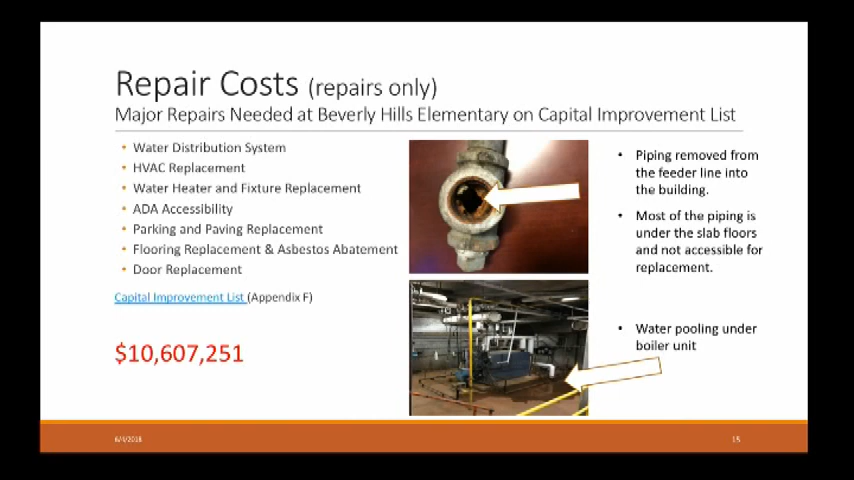 Repair Costs (repairs only)
Major Repairs Needed at Beverly Hills Elementary on Capital Improvement List
• Water Distribution System
• HVAC Replacement
• Water Heater and Fixture Replacement
• ADA Accessibility
• Parking and Paving Replacement
• Flooring Replacement & Asbestos Abatement
• Door Replacement
Capital Improvement List (Appendix F)
$10,607,251
• Piping removed from
the feeder line into
the building.
• Most of the piping is
under the slab floors
and not accessible for
replacement.
• Water pooling under
boiler unit
6/4/2018
15